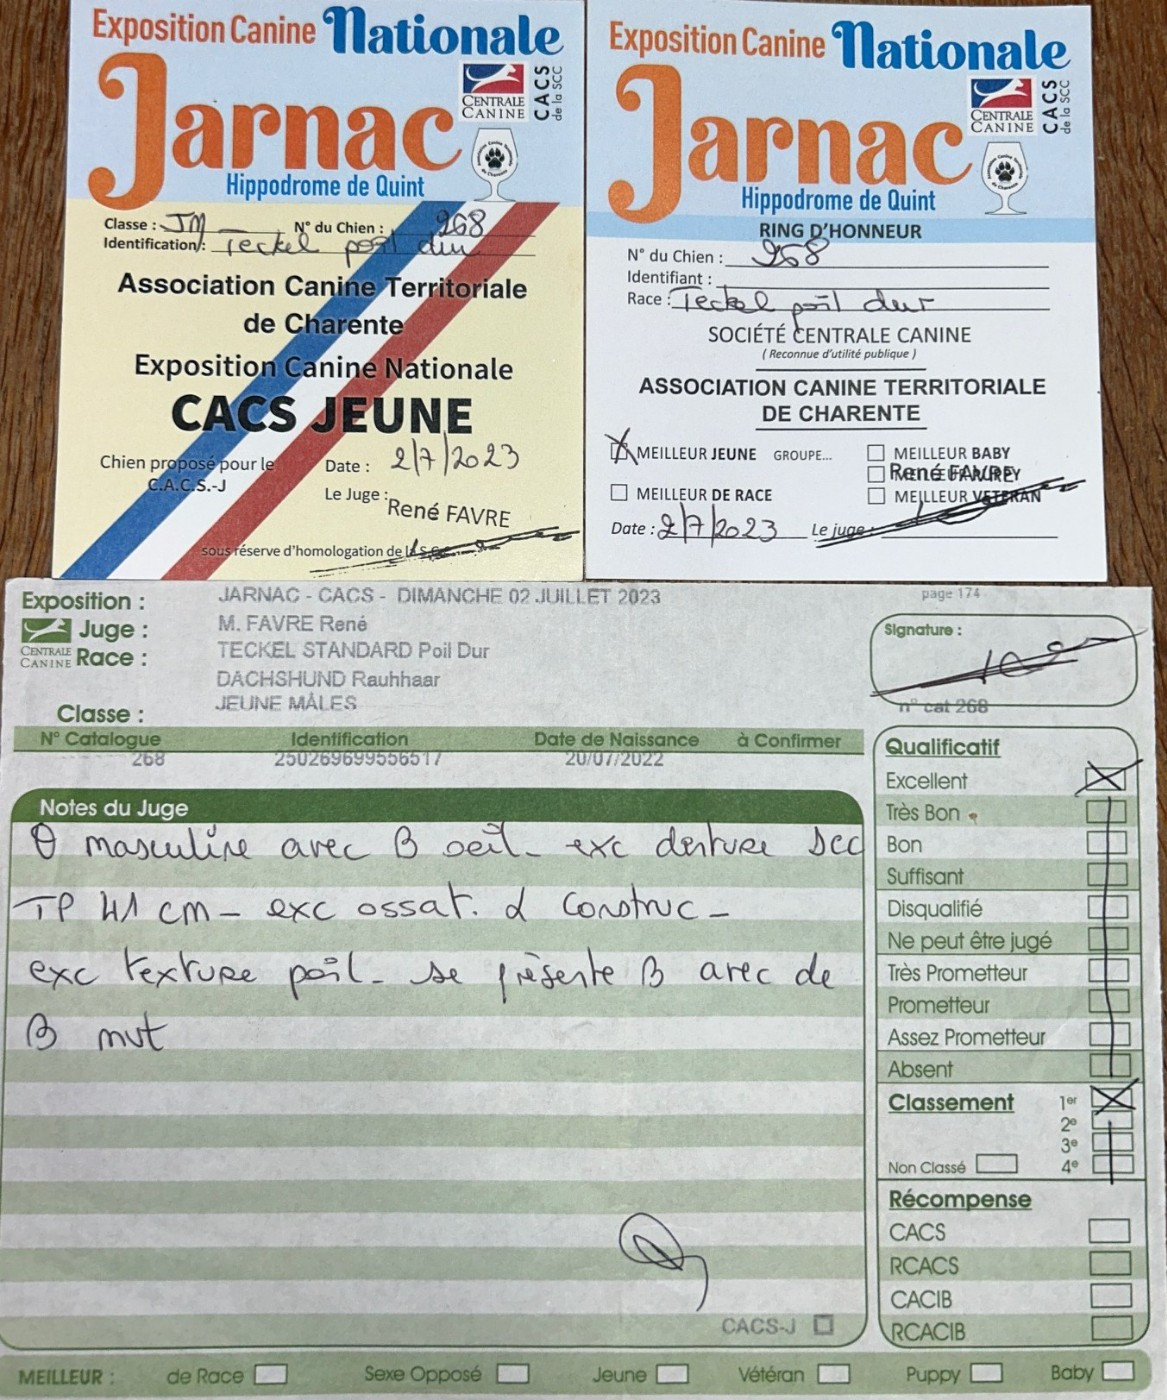 Exposition Canine Nationale
Jarnac
CENTRALE CANINE
CACS de la SCC
Hippodrome de Quint
Classe : JM N° du Chien : 268
Identification : Teckel poil dur
Association Canine Territoriale
de Charente
Exposition Canine Nationale
CACS JEUNE
Chien proposé pour le
C.A.C.S.-J
Date : 2/7/2023
Le Juge :
René FAVRE
sous réserve d'homologation de la S.C.C.
Exposition Canine Nationale
Jarnac
CENTRALE CANINE
CACS de la SCC
Hippodrome de Quint
RING D'HONNEUR
N° du Chien : 268
Identifiant :
Race : Teckel poil dur
SOCIÉTÉ CENTRALE CANINE
( Reconnue d'utilité publique )
ASSOCIATION CANINE TERRITORIALE
DE CHARENTE
MEILLEUR JEUNE GROUPE... MEILLEUR BABY
René FAVRE
MEILLEUR DE RACE MEILLEUR VETERAN
Date : 2/7/2023 Le juge :
Exposition : JARNAC - CACS - DIMANCHE 02 JUILLET 2023 page 174
Juge : M. FAVRE René
CENTRALE CANINE
Race : TECKEL STANDARD Poil Dur
DACHSHUND Rauhhaar
Classe : JEUNE MÂLES
Signature :
n° cat 268
N° Catalogue Identification Date de Naissance à Confirmer
268 250269699556517 20/07/2022
Notes du Juge
masculine avec B oeil - exc denture
TP 41 cm - exc ossat. & construc -
exc texture poil - se présente B avec de
B mvt
CACS-J
Qualificatif
Excellent
Très Bon
Bon
Suffisant
Disqualifié
Ne peut être jugé
Très Prometteur
Prometteur
Assez Prometteur
Absent
Classement 1er
2e
3e
Non Classé 4e
Récompense
CACS
RCACS
CACIB
RCACIB
MEILLEUR : de Race Sexe Opposé Jeune Vétéran Puppy Baby